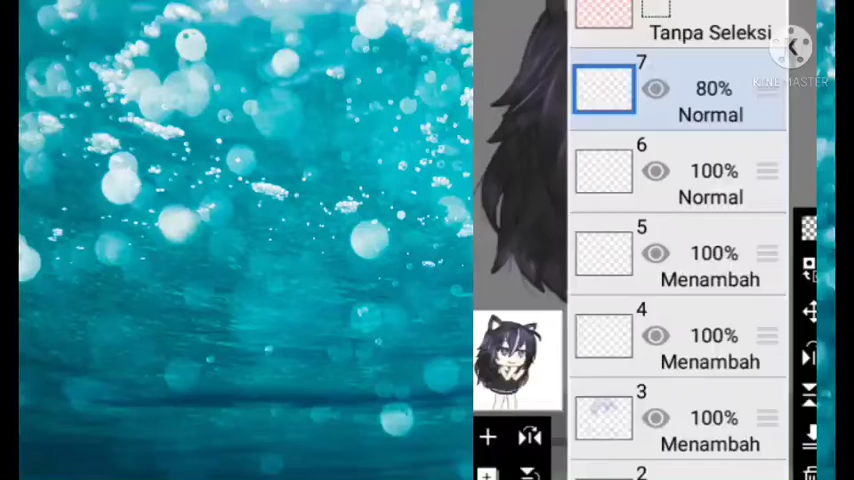 Tanpa Seleksi
KINEMASTER
7
80%
Normal
6
100%
Normal
5
100%
Menambah
4
100%
Menambah
3
100%
Menambah
2